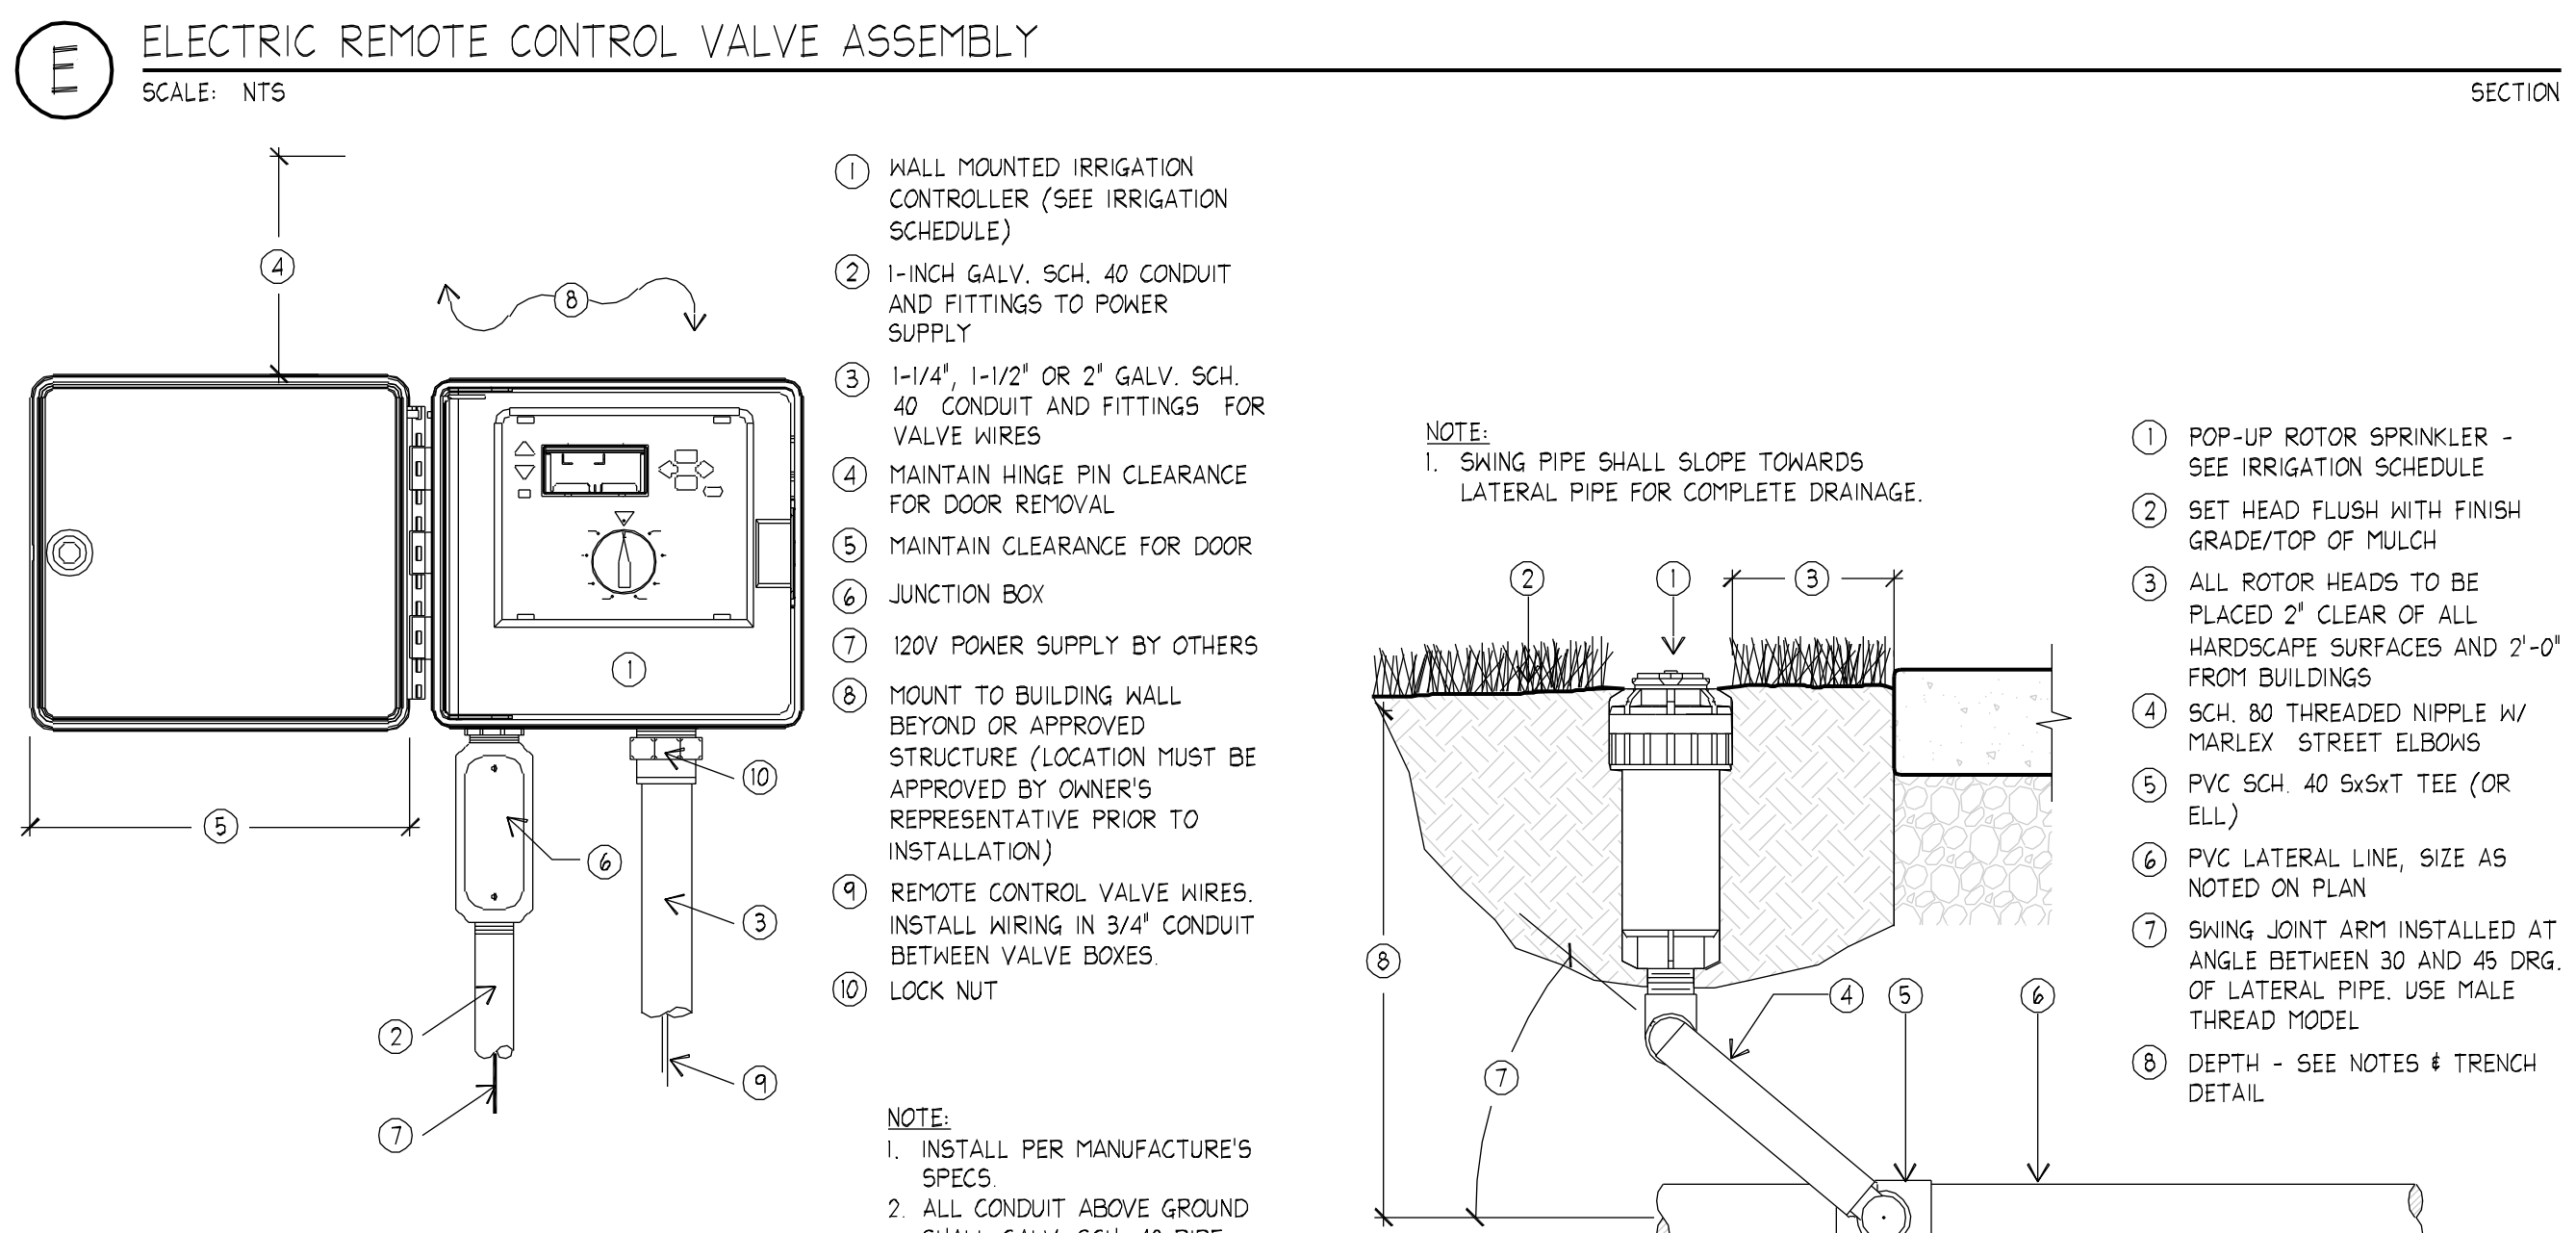 E
ELECTRIC REMOTE CONTROL VALVE ASSEMBLY
SCALE: NTS
SECTION
4
8
1
10
5
6
3
2
9
7
1 WALL MOUNTED IRRIGATION
CONTROLLER (SEE IRRIGATION
SCHEDULE)
2 1-INCH GALV. SCH. 40 CONDUIT
AND FITTINGS TO POWER
SUPPLY
3 1-1/4", 1-1/2" OR 2" GALV. SCH.
40 CONDUIT AND FITTINGS FOR
VALVE WIRES
4 MAINTAIN HINGE PIN CLEARANCE
FOR DOOR REMOVAL
5 MAINTAIN CLEARANCE FOR DOOR
6 JUNCTION BOX
7 120V POWER SUPPLY BY OTHERS
8 MOUNT TO BUILDING WALL
BEYOND OR APPROVED
STRUCTURE (LOCATION MUST BE
APPROVED BY OWNER'S
REPRESENTATIVE PRIOR TO
INSTALLATION)
9 REMOTE CONTROL VALVE WIRES.
INSTALL WIRING IN 3/4" CONDUIT
BETWEEN VALVE BOXES.
10 LOCK NUT
NOTE:
1. INSTALL PER MANUFACTURE'S
SPECS.
2. ALL CONDUIT ABOVE GROUND
NOTE:
1. SWING PIPE SHALL SLOPE TOWARDS
LATERAL PIPE FOR COMPLETE DRAINAGE.
2
1
3
8
7
4
5
6
1 POP-UP ROTOR SPRINKLER -
SEE IRRIGATION SCHEDULE
2 SET HEAD FLUSH WITH FINISH
GRADE/TOP OF MULCH
3 ALL ROTOR HEADS TO BE
PLACED 2" CLEAR OF ALL
HARDSCAPE SURFACES AND 2'-0"
FROM BUILDINGS
4 SCH. 80 THREADED NIPPLE W/
MARLEX STREET ELBOWS
5 PVC SCH. 40 SxSxT TEE (OR
ELL)
6 PVC LATERAL LINE, SIZE AS
NOTED ON PLAN
7 SWING JOINT ARM INSTALLED AT
ANGLE BETWEEN 30 AND 45 DRG.
OF LATERAL PIPE. USE MALE
THREAD MODEL
8 DEPTH - SEE NOTES & TRENCH
DETAIL